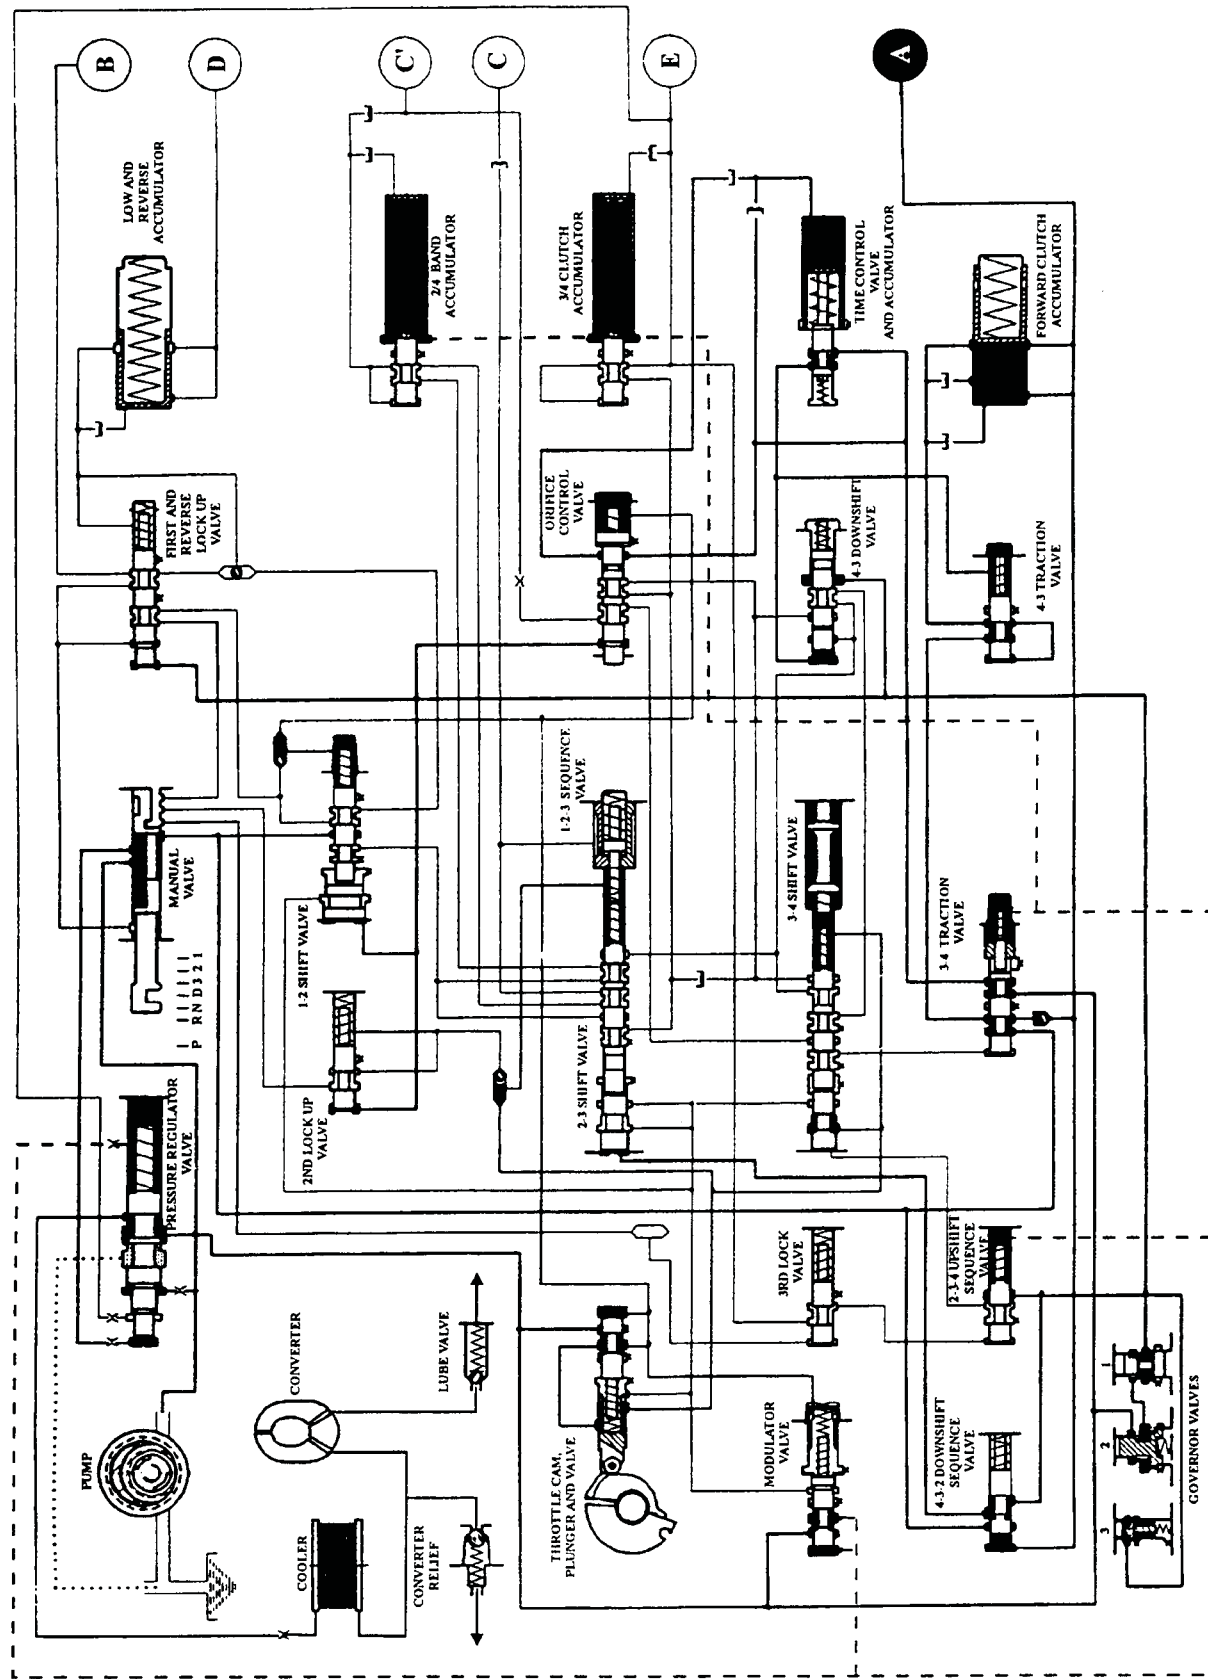 B
D
C'
C
E
A
LOW AND
REVERSE
ACCUMULATOR
2/4 BAND
ACCUMULATOR
3/4 CLUTCH
ACCUMULATOR
TIME CONTROL
VALVE
AND ACCUMULATOR
FORWARD CLUTCH
ACCUMULATOR
FIRST AND
REVERSE
LOCK UP
VALVE
ORIFICE
CONTROL
VALVE
4-3 DOWNSHIFT
VALVE
4-3 TRACTION
VALVE
MANUAL
VALVE
P R N D 3 2 1
1-2 SHIFT VALVE
2ND LOCK UP
VALVE
1-2-3 SEQUENCE
VALVE
2-3 SHIFT VALVE
3-4 SHIFT VALVE
3-4 TRACTION
VALVE
PRESSURE REGULATOR
VALVE
PUMP
CONVERTER
LUBE VALVE
COOLER
CONVERTER
RELIEF
THROTTLE CAM,
PLUNGER AND VALVE
3RD LOCK
VALVE
MODULATOR
VALVE
2-3-4 UPSHIFT
SEQUENCE
VALVE
4-3-2 DOWNSHIFT
SEQUENCE
VALVE
1
2
3
GOVERNOR VALVES